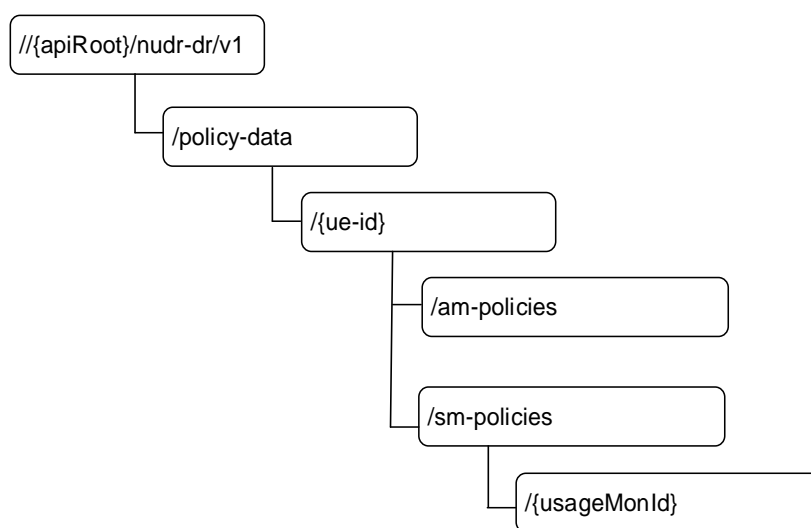 //{apiRoot}/nudr-dr/v1
/policy-data
/{ue-id}
/am-policies
/sm-policies
/{usageMonId}